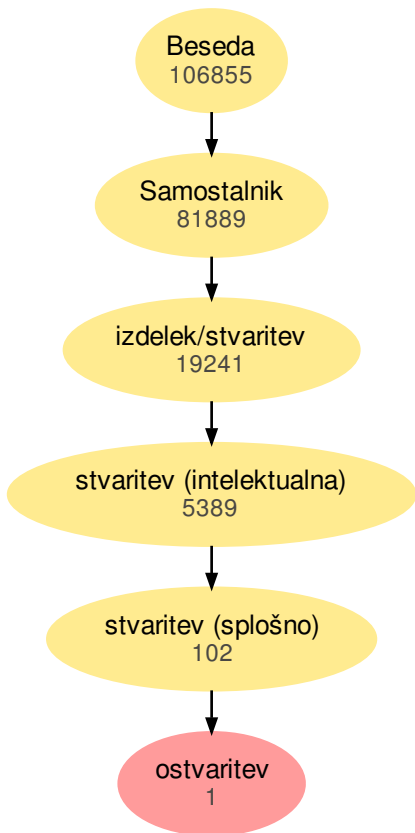 Beseda
106855
Samostalnik
81889
izdelek/stvaritev
19241
stvaritev (intelektualna)
5389
stvaritev (splošno)
102
ostvaritev
1